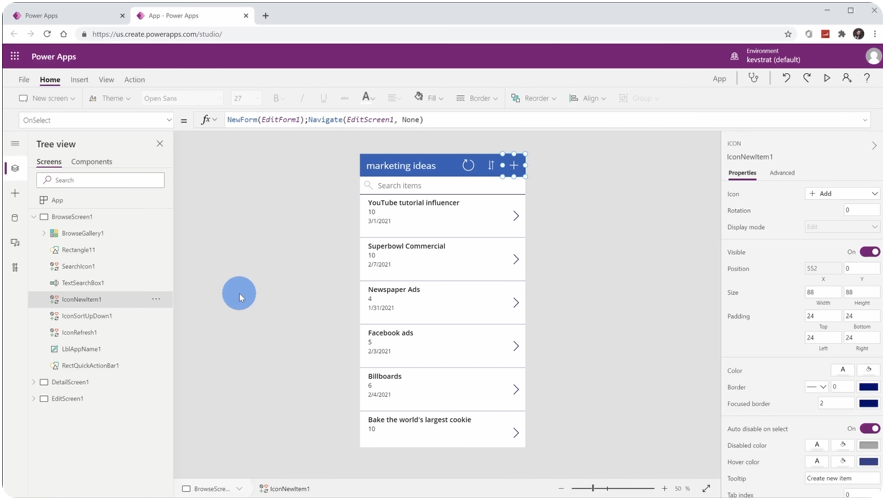 Power Apps
App - Power Apps
https://us.create.powerapps.com/studio/
Power Apps
Environment
kevstrat (default)
File Home Insert View Action
App
New screen Theme Open Sans 27 B Fill Border Reorder Align Group
OnSelect = fx NewForm(EditForm1);Navigate(EditScreen1, None)
Tree view
Screens Components
Search
App
BrowseScreen1
BrowseGallery1
Rectangle11
SearchIcon1
TextSearchBox1
IconNewItem1
IconSortUpDown1
IconRefresh1
LblAppName1
RectQuickActionBar1
DetailScreen1
EditScreen1
marketing ideas
Search items
YouTube tutorial influencer
10
3/1/2021
Superbowl Commercial
10
2/7/2021
Newspaper Ads
4
1/31/2021
Facebook ads
5
2/3/2021
Billboards
6
2/4/2021
Bake the world's largest cookie
10
ICON
IconNewItem1
Properties Advanced
Icon Add
Rotation 0
Display mode Edit
Visible On
Position 552 0
X Y
Size 88 88
Width Height
Padding 24 24
Top Bottom
24 24
Left Right
Color A
Border 0
Focused border 2
Auto disable on select On
Disabled color A
Hover color A
Tooltip Create new item
Tab index 0
BrowseScre... IconNewItem1 50 %